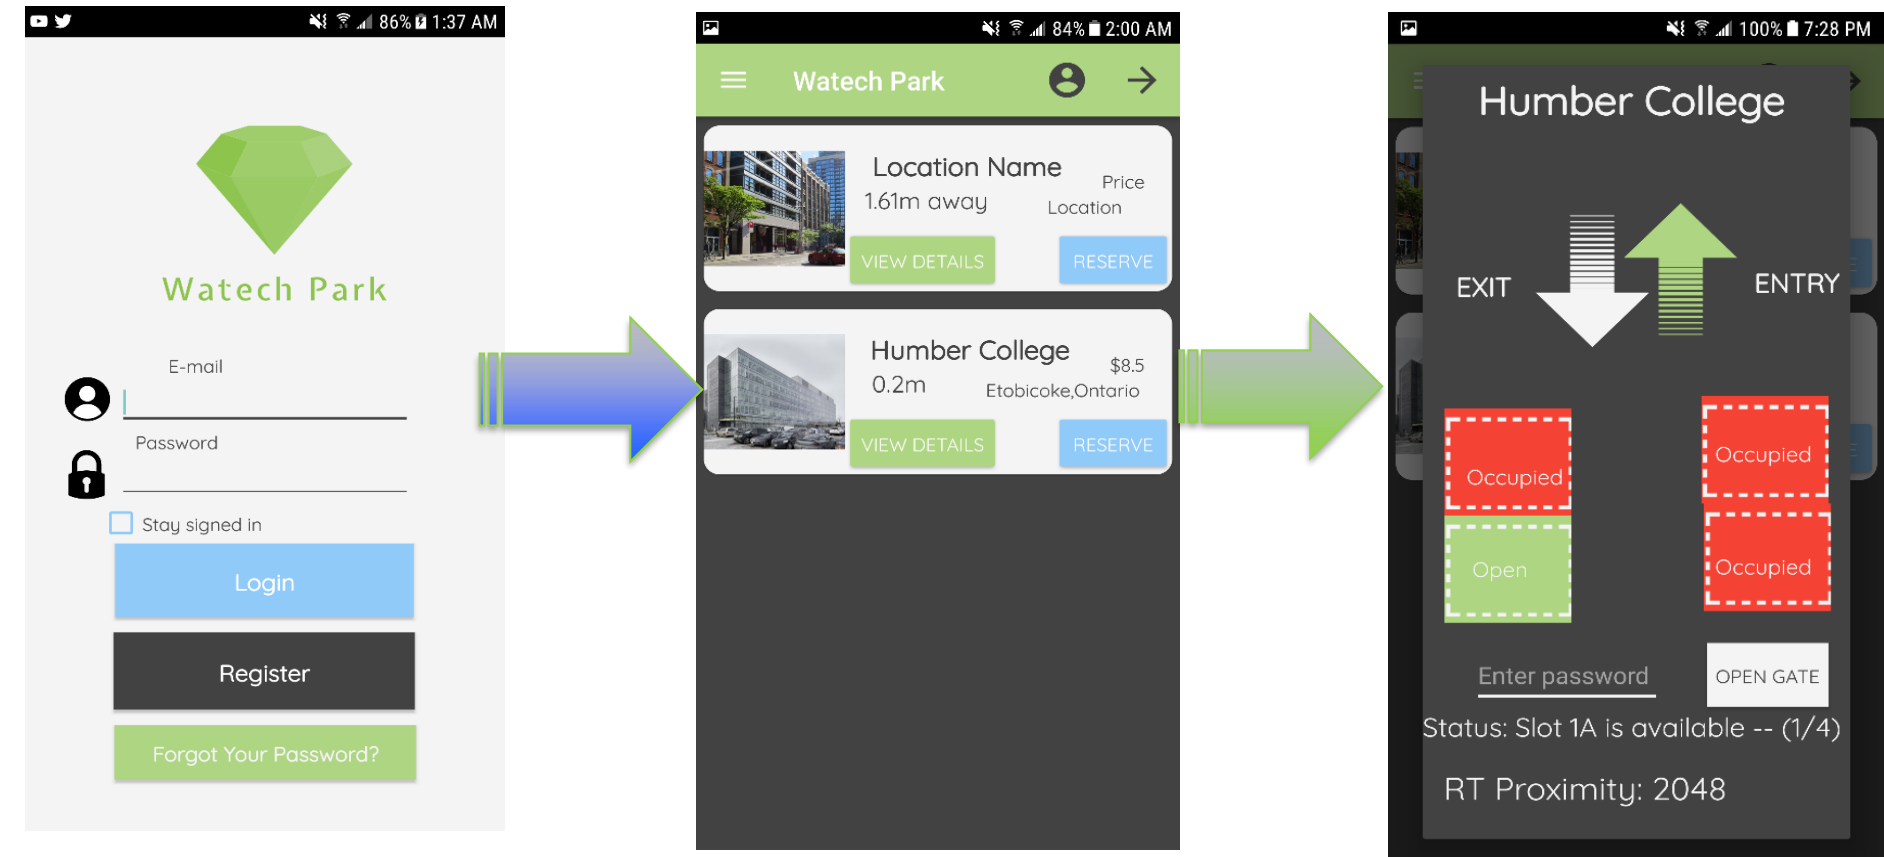 86% 1:37 AM
Watech Park
E-mail
Password
Stay signed in
Login
Register
Forgot Your Password?
84% 2:00 AM
Watech Park
Location Name
1.61m away
Price
Location
VIEW DETAILS
RESERVE
Humber College
0.2m
$8.5
Etobicoke,Ontario
VIEW DETAILS
RESERVE
100% 7:28 PM
Humber College
EXIT
ENTRY
Occupied
Occupied
Open
Occupied
Enter password
OPEN GATE
Status: Slot 1A is available -- (1/4)
RT Proximity: 2048